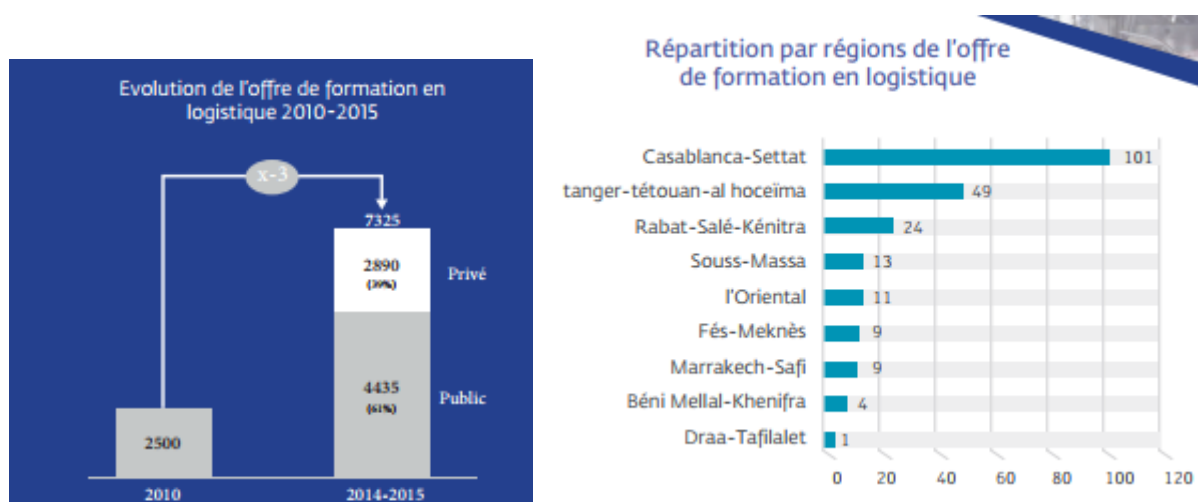 Evolution de l'offre de formation en
logistique 2010-2015
x-3
7325
2890
(39%)
Privé
4435
(61%)
Public
2500
2010
2014-2015
Répartition par régions de l'offre
de formation en logistique
Casablanca-Settat 101
tanger-tétouan-al hoceïma 49
Rabat-Salé-Kénitra 24
Souss-Massa 13
l'Oriental 11
Fés-Meknès 9
Marrakech-Safi 9
Béni Mellal-Khenifra 4
Draa-Tafilalet 1
0 20 40 60 80 100 120